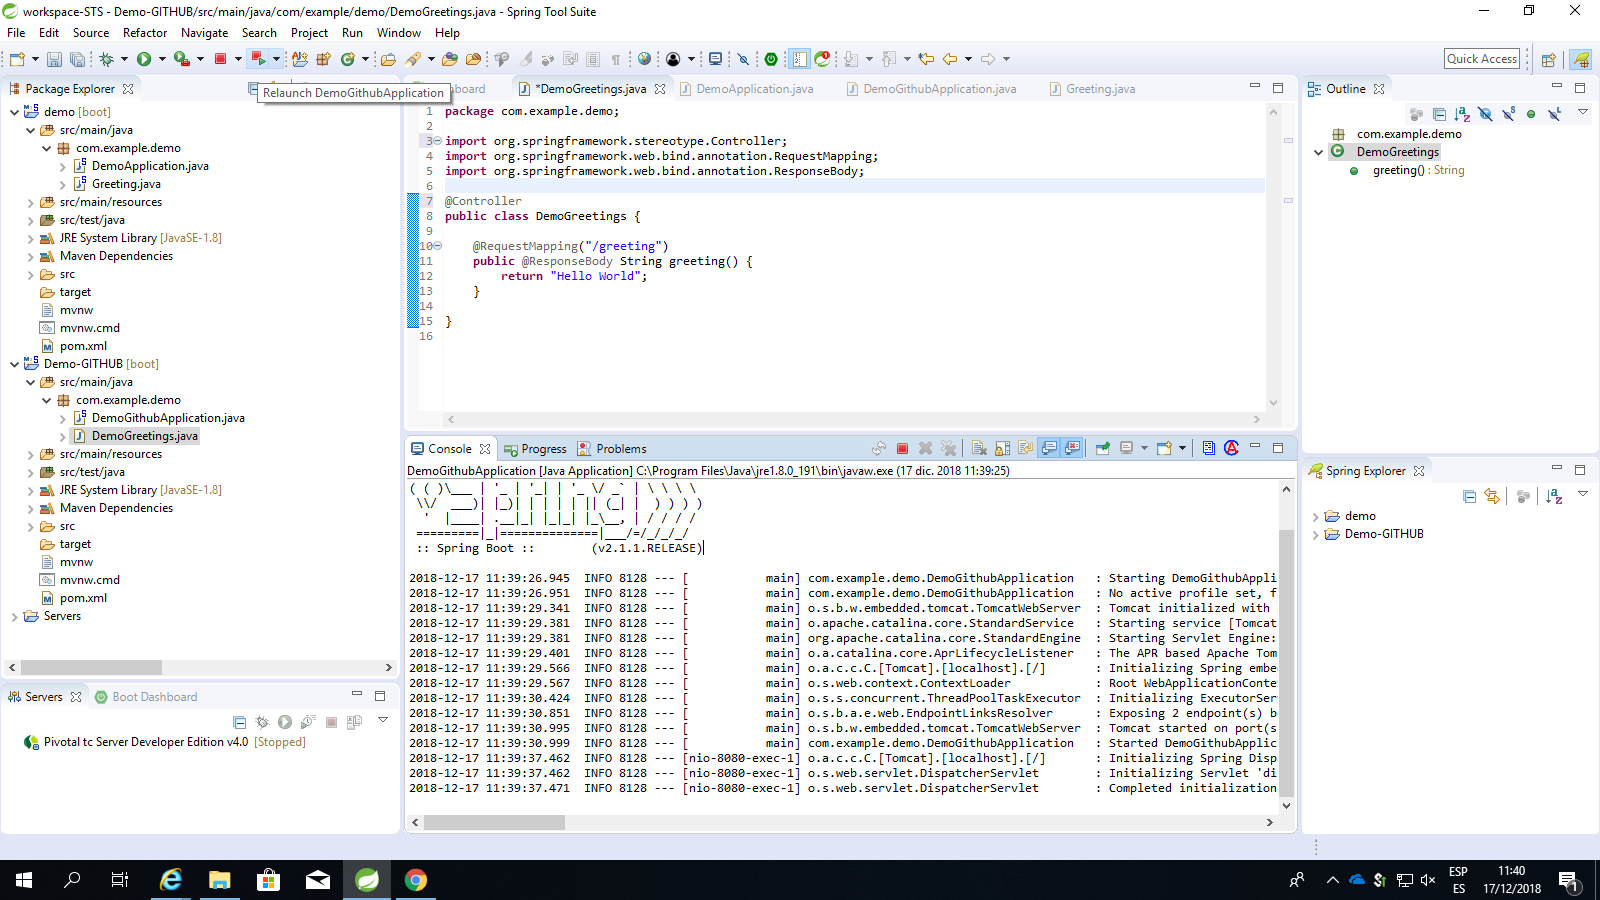 workspace-STS - Demo-GITHUB/src/main/java/com/example/demo/DemoGreetings.java - Spring Tool Suite
File Edit Source Refactor Navigate Search Project Run Window Help
Quick Access
Package Explorer
Relaunch DemoGithubApplication
demo [boot]
src/main/java
com.example.demo
DemoApplication.java
Greeting.java
src/main/resources
src/test/java
JRE System Library [JavaSE-1.8]
Maven Dependencies
src
target
mvnw
mvnw.cmd
pom.xml
Demo-GITHUB [boot]
src/main/java
com.example.demo
DemoGithubApplication.java
DemoGreetings.java
src/main/resources
src/test/java
JRE System Library [JavaSE-1.8]
Maven Dependencies
src
target
mvnw
mvnw.cmd
pom.xml
Servers
Servers Boot Dashboard
Pivotal tc Server Developer Edition v4.0 [Stopped]
board *DemoGreetings.java DemoApplication.java DemoGithubApplication.java Greeting.java
1 package com.example.demo;
2
3 import org.springframework.stereotype.Controller;
4 import org.springframework.web.bind.annotation.RequestMapping;
5 import org.springframework.web.bind.annotation.ResponseBody;
6
7 @Controller
8 public class DemoGreetings {
9
10 @RequestMapping("/greeting")
11 public @ResponseBody String greeting() {
12 return "Hello World";
13 }
14
15 }
16
Console Progress Problems
DemoGithubApplication [Java Application] C:\Program Files\Java\jre1.8.0_191\bin\javaw.exe (17 dic. 2018 11:39:25)
( ( )\___ | '_ | '_| | '_ \/ _` | \ \ \ \
\\/ ___)| |_)| | | | | || (_| | ) ) ) )
' |____| .__|_| |_|_| |_\__, | / / / /
=========|_|==============|___/=/_/_/_/
:: Spring Boot :: (v2.1.1.RELEASE)
2018-12-17 11:39:26.945 INFO 8128 --- [ main] com.example.demo.DemoGithubApplication : Starting DemoGithubAppli
2018-12-17 11:39:26.951 INFO 8128 --- [ main] com.example.demo.DemoGithubApplication : No active profile set, f
2018-12-17 11:39:29.341 INFO 8128 --- [ main] o.s.b.w.embedded.tomcat.TomcatWebServer : Tomcat initialized with
2018-12-17 11:39:29.381 INFO 8128 --- [ main] o.apache.catalina.core.StandardService : Starting service [Tomcat
2018-12-17 11:39:29.381 INFO 8128 --- [ main] org.apache.catalina.core.StandardEngine : Starting Servlet Engine:
2018-12-17 11:39:29.401 INFO 8128 --- [ main] o.a.catalina.core.AprLifecycleListener : The APR based Apache Tom
2018-12-17 11:39:29.566 INFO 8128 --- [ main] o.a.c.c.C.[Tomcat].[localhost].[/] : Initializing Spring embe
2018-12-17 11:39:29.567 INFO 8128 --- [ main] o.s.web.context.ContextLoader : Root WebApplicationConte
2018-12-17 11:39:30.424 INFO 8128 --- [ main] o.s.s.concurrent.ThreadPoolTaskExecutor : Initializing ExecutorSer
2018-12-17 11:39:30.851 INFO 8128 --- [ main] o.s.b.a.e.web.EndpointLinksResolver : Exposing 2 endpoint(s) b
2018-12-17 11:39:30.995 INFO 8128 --- [ main] o.s.b.w.embedded.tomcat.TomcatWebServer : Tomcat started on port(s
2018-12-17 11:39:30.999 INFO 8128 --- [ main] com.example.demo.DemoGithubApplication : Started DemoGithubApplic
2018-12-17 11:39:37.462 INFO 8128 --- [nio-8080-exec-1] o.a.c.c.C.[Tomcat].[localhost].[/] : Initializing Spring Disp
2018-12-17 11:39:37.462 INFO 8128 --- [nio-8080-exec-1] o.s.web.servlet.DispatcherServlet : Initializing Servlet 'di
2018-12-17 11:39:37.471 INFO 8128 --- [nio-8080-exec-1] o.s.web.servlet.DispatcherServlet : Completed initialization
Outline
com.example.demo
DemoGreetings
greeting() : String
Spring Explorer
demo
Demo-GITHUB
ESP
ES
11:40
17/12/2018
1